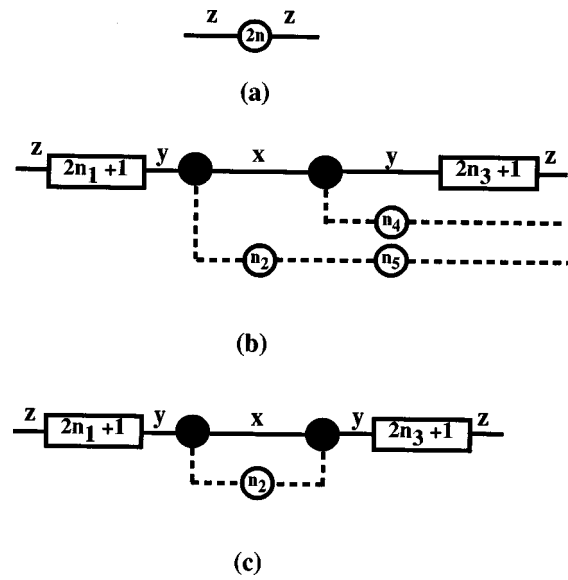 z 2n z
(a)
z 2n₁ +1 y x y 2n₃ +1 z
n₄
n₂ n₅
(b)
z 2n₁ +1 y x y 2n₃ +1 z
n₂
(c)